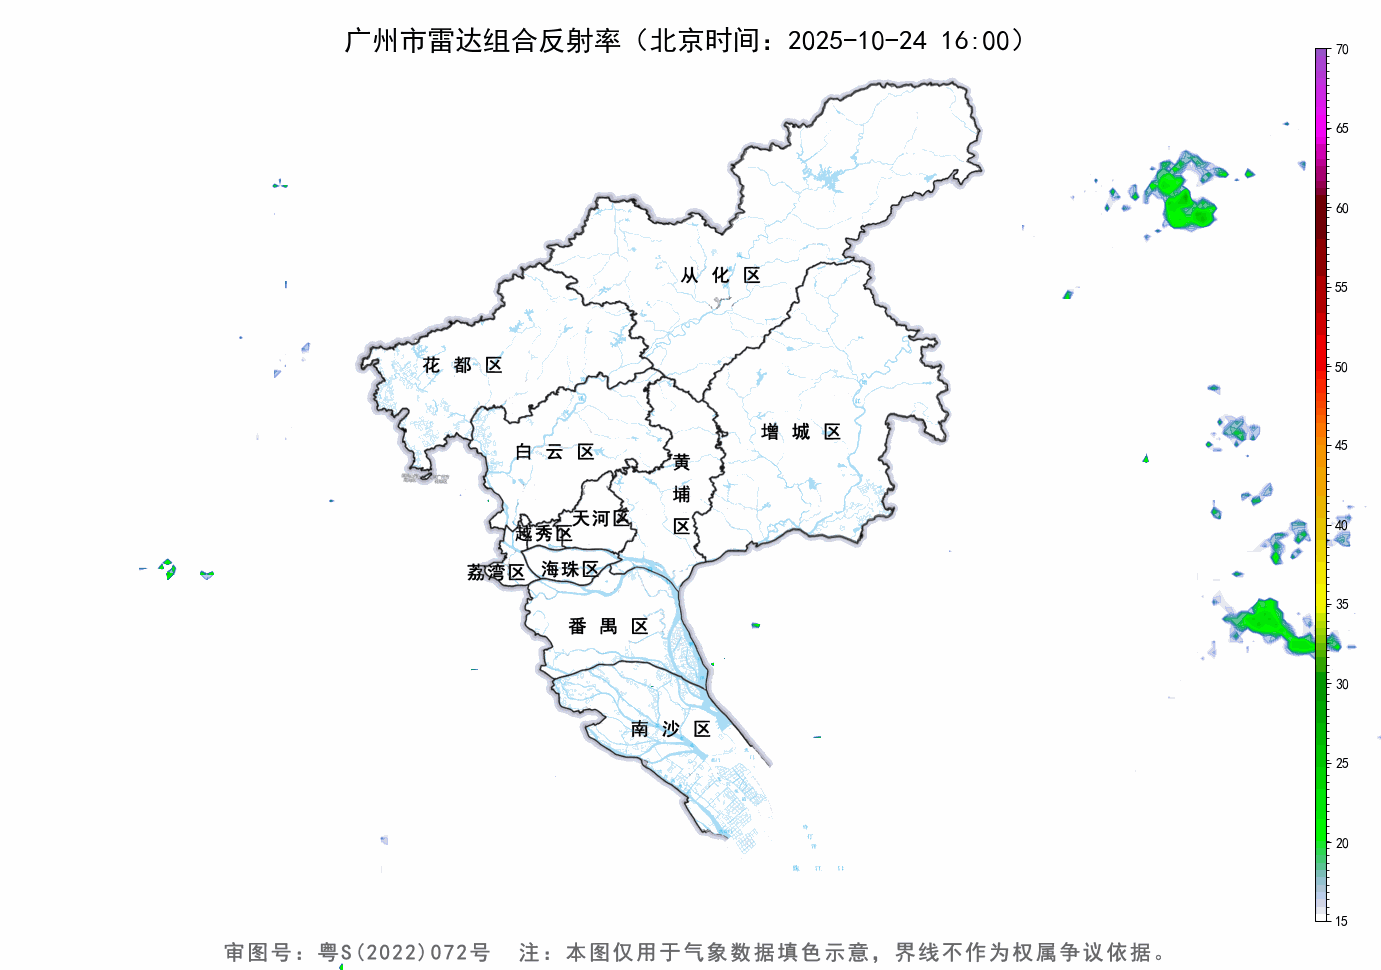 广州市雷达组合反射率（北京时间：2025-10-24 16:00）
70
65
60
55
50
45
40
35
30
25
20
15
从化区
花都区
增城区
白云区
黄埔区
天河区
越秀区
海珠区
荔湾区
番禺区
南沙区
审图号：粤S(2022)072号 注：本图仅用于气象数据填色示意，界线不作为权属争议依据。